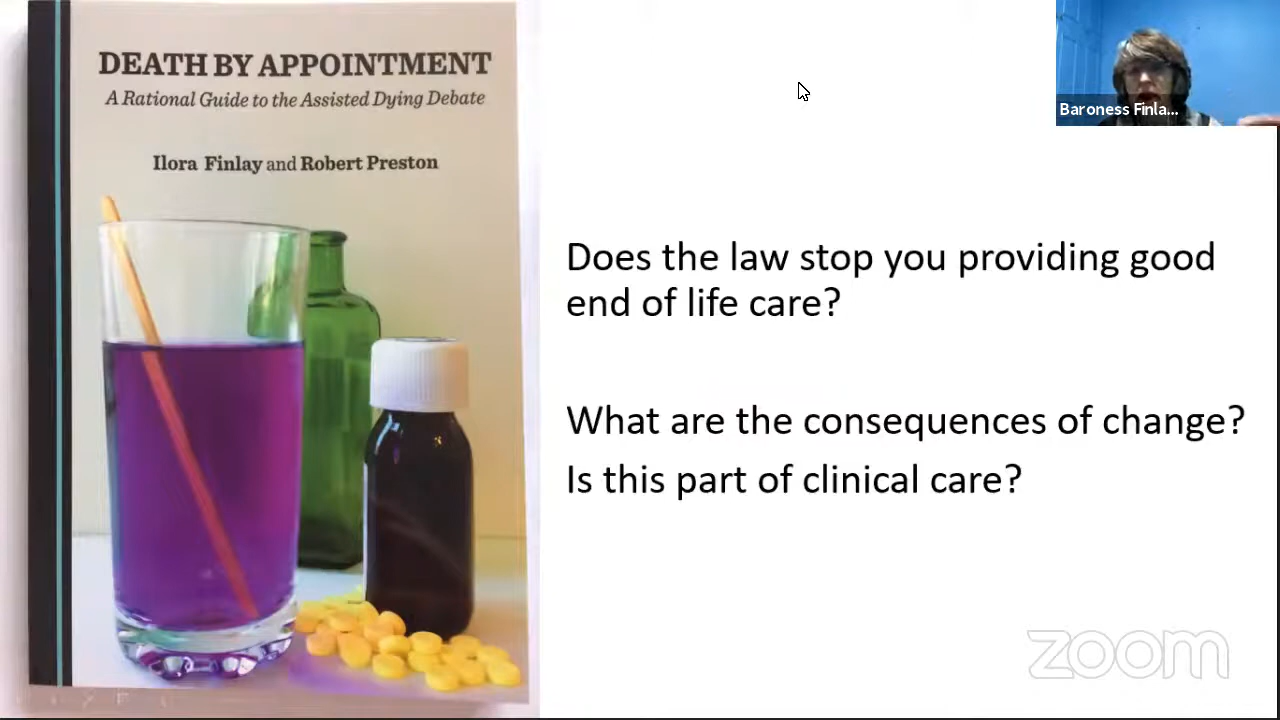 DEATH BY APPOINTMENT
A Rational Guide to the Assisted Dying Debate
Ilora Finlay and Robert Preston
Baroness Finla...
Does the law stop you providing good
end of life care?
What are the consequences of change?
Is this part of clinical care?
zoom